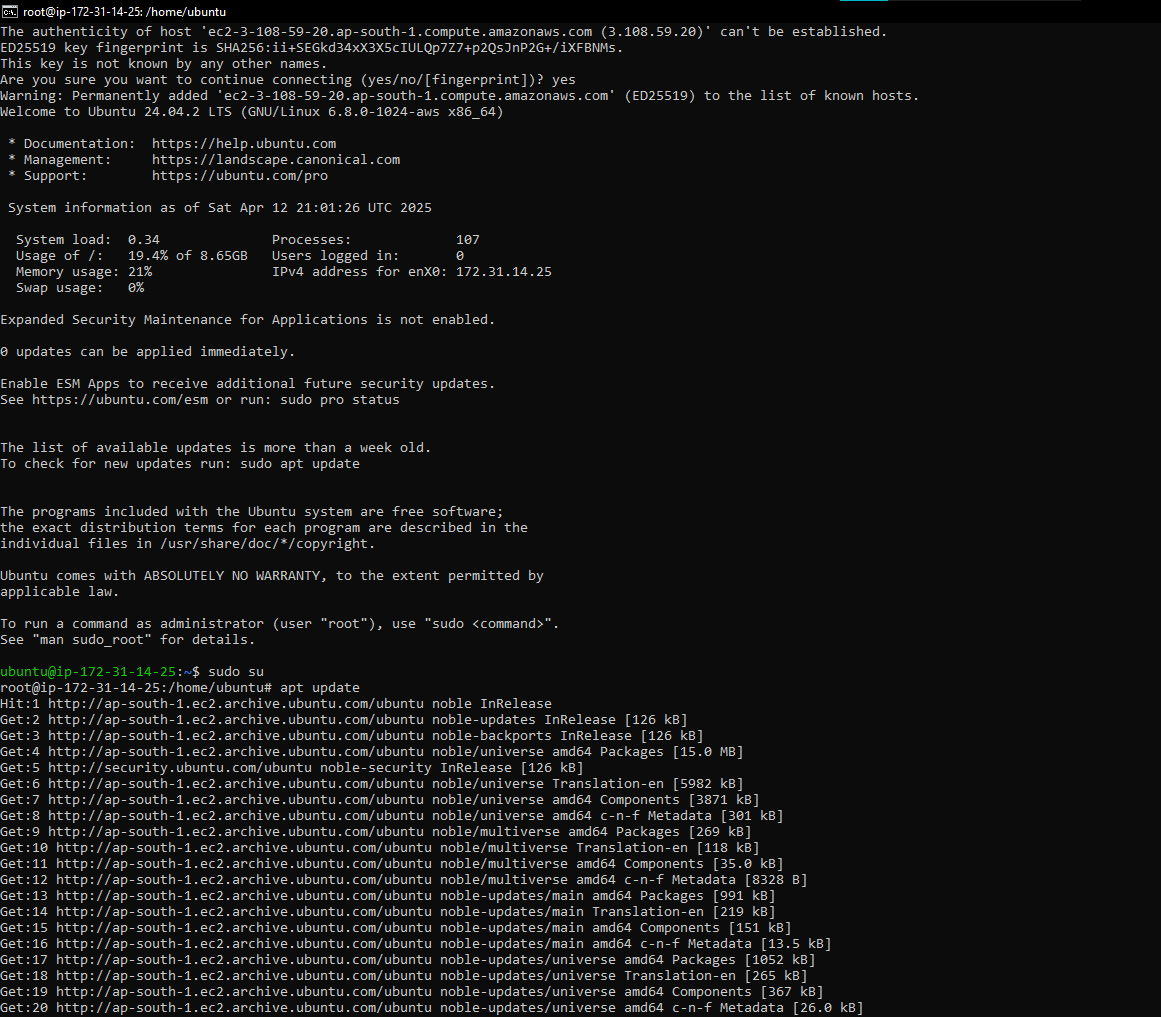 root@ip-172-31-14-25: /home/ubuntu
The authenticity of host 'ec2-3-108-59-20.ap-south-1.compute.amazonaws.com (3.108.59.20)' can't be established.
ED25519 key fingerprint is SHA256:ii+SEGkd34xX3X5cIULQp7Z7+p2QsJnP2G+/iXFBNMs.
This key is not known by any other names.
Are you sure you want to continue connecting (yes/no/[fingerprint])? yes
Warning: Permanently added 'ec2-3-108-59-20.ap-south-1.compute.amazonaws.com' (ED25519) to the list of known hosts.
Welcome to Ubuntu 24.04.2 LTS (GNU/Linux 6.8.0-1024-aws x86_64)

 * Documentation:  https://help.ubuntu.com
 * Management:     https://landscape.canonical.com
 * Support:        https://ubuntu.com/pro

 System information as of Sat Apr 12 21:01:26 UTC 2025

  System load:  0.34              Processes:             107
  Usage of /:   19.4% of 8.65GB   Users logged in:       0
  Memory usage: 21%               IPv4 address for enX0: 172.31.14.25
  Swap usage:   0%

Expanded Security Maintenance for Applications is not enabled.

0 updates can be applied immediately.

Enable ESM Apps to receive additional future security updates.
See https://ubuntu.com/esm or run: sudo pro status

The list of available updates is more than a week old.
To check for new updates run: sudo apt update

The programs included with the Ubuntu system are free software;
the exact distribution terms for each program are described in the
individual files in /usr/share/doc/*/copyright.

Ubuntu comes with ABSOLUTELY NO WARRANTY, to the extent permitted by
applicable law.

To run a command as administrator (user "root"), use "sudo <command>".
See "man sudo_root" for details.

ubuntu@ip-172-31-14-25:~$ sudo su
root@ip-172-31-14-25:/home/ubuntu# apt update
Hit:1 http://ap-south-1.ec2.archive.ubuntu.com/ubuntu noble InRelease
Get:2 http://ap-south-1.ec2.archive.ubuntu.com/ubuntu noble-updates InRelease [126 kB]
Get:3 http://ap-south-1.ec2.archive.ubuntu.com/ubuntu noble-backports InRelease [126 kB]
Get:4 http://ap-south-1.ec2.archive.ubuntu.com/ubuntu noble/universe amd64 Packages [15.0 MB]
Get:5 http://security.ubuntu.com/ubuntu noble-security InRelease [126 kB]
Get:6 http://ap-south-1.ec2.archive.ubuntu.com/ubuntu noble/universe Translation-en [5982 kB]
Get:7 http://ap-south-1.ec2.archive.ubuntu.com/ubuntu noble/universe amd64 Components [3871 kB]
Get:8 http://ap-south-1.ec2.archive.ubuntu.com/ubuntu noble/universe amd64 c-n-f Metadata [301 kB]
Get:9 http://ap-south-1.ec2.archive.ubuntu.com/ubuntu noble/multiverse amd64 Packages [269 kB]
Get:10 http://ap-south-1.ec2.archive.ubuntu.com/ubuntu noble/multiverse Translation-en [118 kB]
Get:11 http://ap-south-1.ec2.archive.ubuntu.com/ubuntu noble/multiverse amd64 Components [35.0 kB]
Get:12 http://ap-south-1.ec2.archive.ubuntu.com/ubuntu noble/multiverse amd64 c-n-f Metadata [8328 B]
Get:13 http://ap-south-1.ec2.archive.ubuntu.com/ubuntu noble-updates/main amd64 Packages [991 kB]
Get:14 http://ap-south-1.ec2.archive.ubuntu.com/ubuntu noble-updates/main Translation-en [219 kB]
Get:15 http://ap-south-1.ec2.archive.ubuntu.com/ubuntu noble-updates/main amd64 Components [151 kB]
Get:16 http://ap-south-1.ec2.archive.ubuntu.com/ubuntu noble-updates/main amd64 c-n-f Metadata [13.5 kB]
Get:17 http://ap-south-1.ec2.archive.ubuntu.com/ubuntu noble-updates/universe amd64 Packages [1052 kB]
Get:18 http://ap-south-1.ec2.archive.ubuntu.com/ubuntu noble-updates/universe Translation-en [265 kB]
Get:19 http://ap-south-1.ec2.archive.ubuntu.com/ubuntu noble-updates/universe amd64 Components [367 kB]
Get:20 http://ap-south-1.ec2.archive.ubuntu.com/ubuntu noble-updates/universe amd64 c-n-f Metadata [26.0 kB]